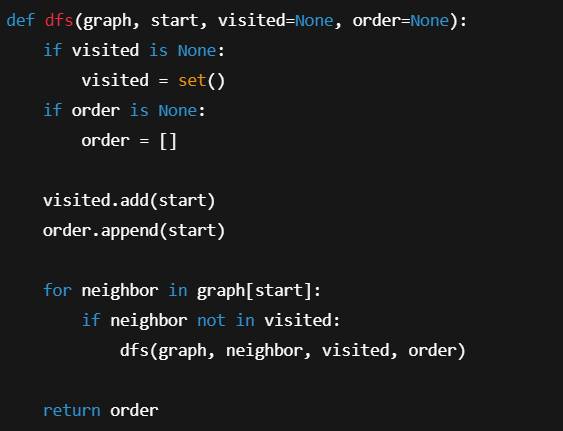 def dfs(graph, start, visited=None, order=None):
    if visited is None:
        visited = set()
    if order is None:
        order = []

    visited.add(start)
    order.append(start)

    for neighbor in graph[start]:
        if neighbor not in visited:
            dfs(graph, neighbor, visited, order)

    return order